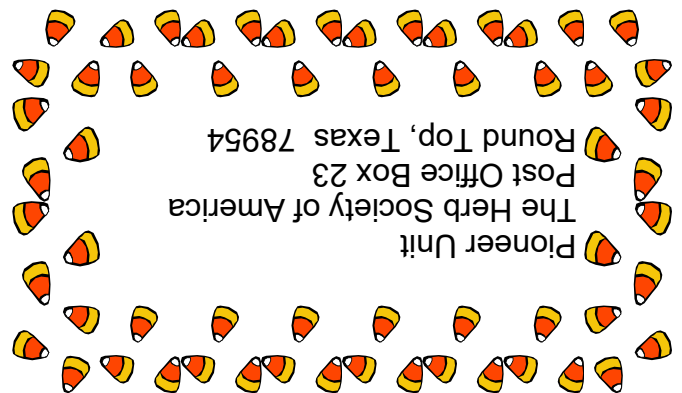 Pioneer Unit
The Herb Society of America
Post Office Box 23
Round Top, Texas  78954